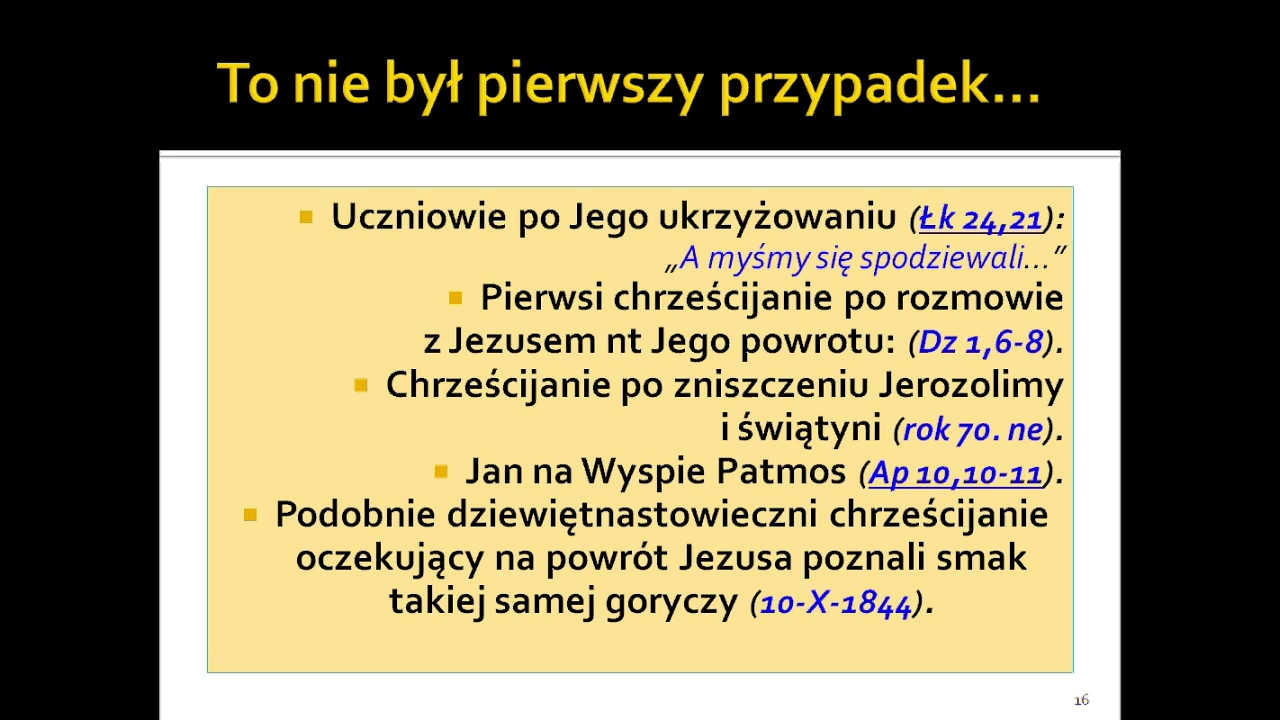 To nie był pierwszy przypadek...
▪ Uczniowie po Jego ukrzyżowaniu (Łk 24,21):
„A myśmy się spodziewali...”
▪ Pierwsi chrześcijanie po rozmowie
z Jezusem nt Jego powrotu: (Dz 1,6-8).
▪ Chrześcijanie po zniszczeniu Jerozolimy
i świątyni (rok 70. ne).
▪ Jan na Wyspie Patmos (Ap 10,10-11).
▪ Podobnie dziewiętnastowieczni chrześcijanie
oczekujący na powrót Jezusa poznali smak
takiej samej goryczy (10-X-1844).
16